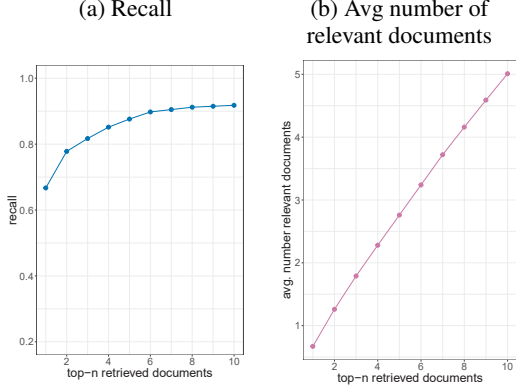 (a) Recall
1.0
0.8
0.6
0.4
0.2
recall
2
4
6
8
10
top−n retrieved documents
(b) Avg number of
relevant documents
5
4
3
2
1
avg. number relevant documents
2
4
6
8
10
top−n retrieved documents